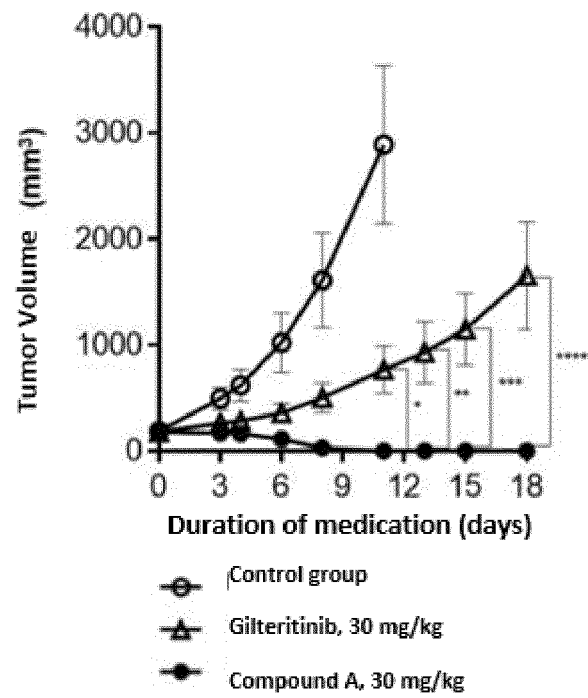 4000
3000
2000
1000
0
Tumor Volume (mm³)
* ** *** ****
0 3 6 9 12 15 18
Duration of medication (days)
Control group
Gilteritinib, 30 mg/kg
Compound A, 30 mg/kg